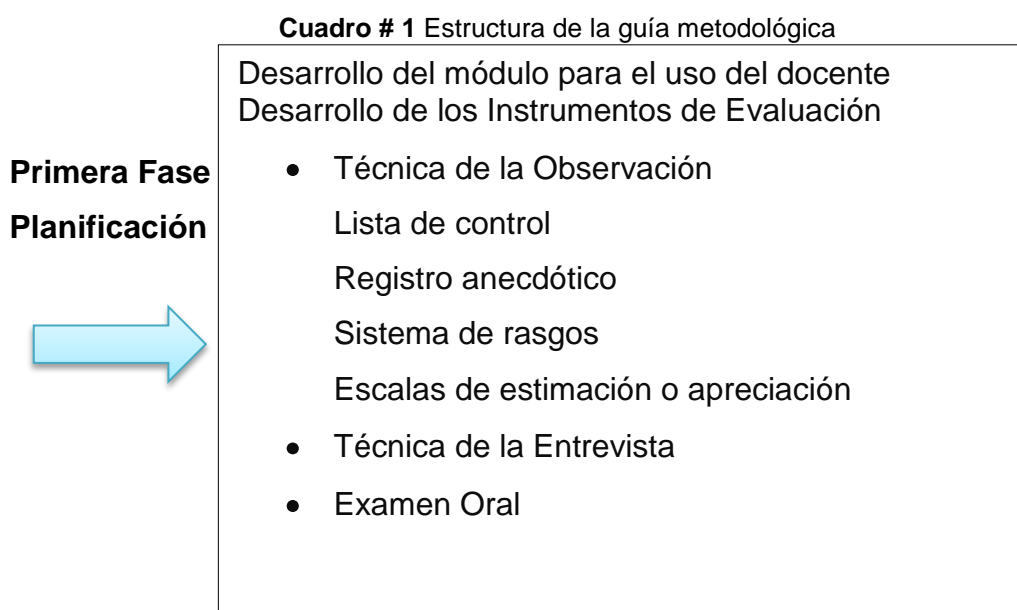 Cuadro # 1 Estructura de la guía metodológica
Desarrollo del módulo para el uso del docente
Desarrollo de los Instrumentos de Evaluación
Primera Fase
Planificación
• Técnica de la Observación
Lista de control
Registro anecdótico
Sistema de rasgos
Escalas de estimación o apreciación
• Técnica de la Entrevista
• Examen Oral